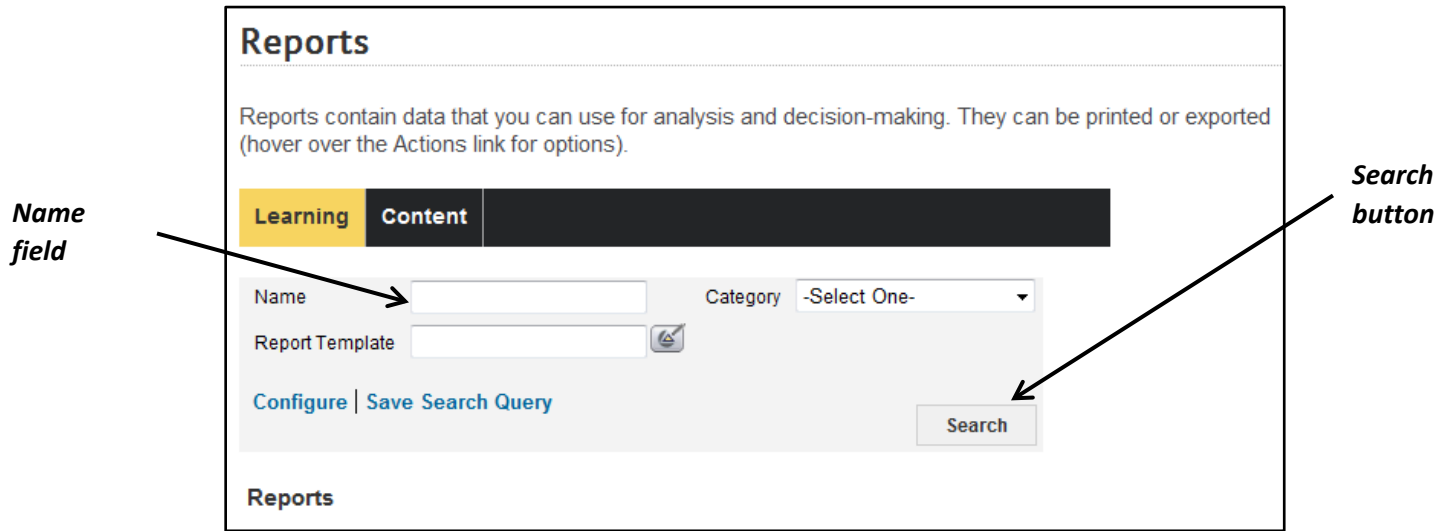 Reports
Reports contain data that you can use for analysis and decision-making. They can be printed or exported
(hover over the Actions link for options).
Name
field
Search
button
Learning Content
Name Category -Select One-
Report Template
Configure | Save Search Query
Search
Reports